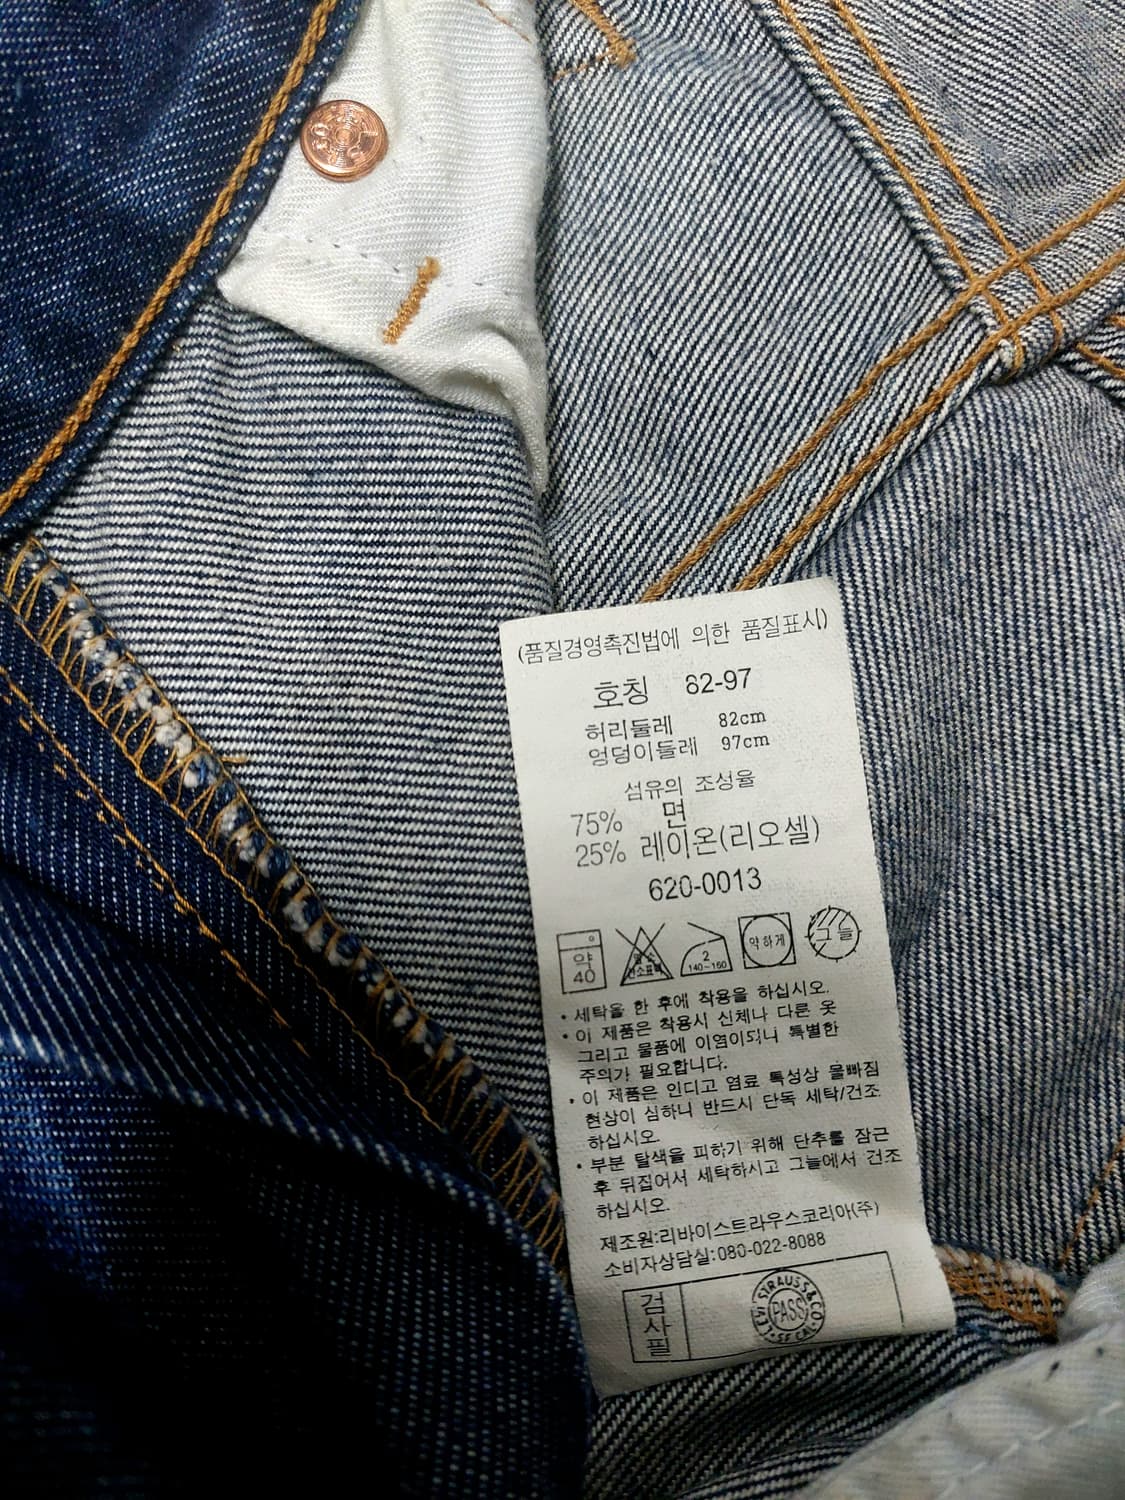 (품질경영촉진법에 의한 품질표시)
호칭 82-97
허리둘레 82cm
엉덩이둘레 97cm
섬유의 조성율
75% 면
25% 레이온(리오셀)
620-0013
약 40
염소 산소표백
2 140~160
약하게
그늘
• 세탁을 한 후에 착용을 하십시오.
• 이 제품은 착용시 신체나 다른 옷
그리고 물품에 이염이되니 특별한
주의가 필요합니다.
• 이 제품은 인디고 염료 특성상 물빠짐
현상이 심하니 반드시 단독 세탁/건조
하십시오.
• 부분 탈색을 피하기 위해 단추를 잠근
후 뒤집어서 세탁하시고 그늘에서 건조
하십시오.
제조원:리바이스트라우스코리아(주)
소비자상담실:080-022-8088
검사필
LEVI STRAUSS & CO
PASS
S.F. CAL.